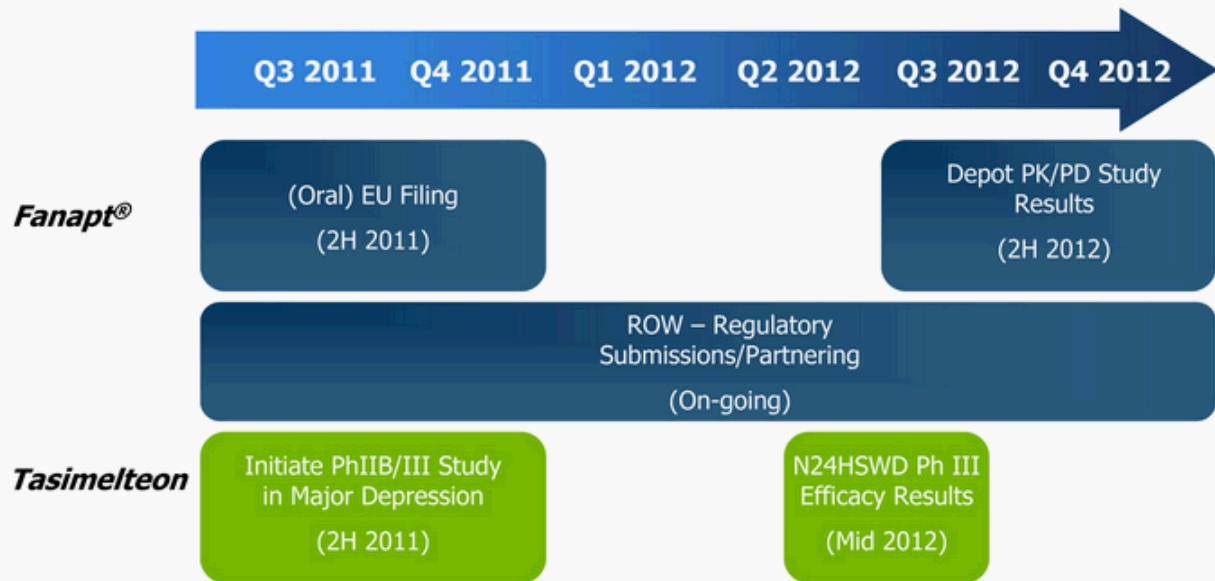 Q3 2011 Q4 2011 Q1 2012 Q2 2012 Q3 2012 Q4 2012
Fanapt®
(Oral) EU Filing
(2H 2011)
Depot PK/PD Study
Results
(2H 2012)
ROW – Regulatory
Submissions/Partnering
(On-going)
Tasimelteon
Initiate PhIIB/III Study
in Major Depression
(2H 2011)
N24HSWD Ph III
Efficacy Results
(Mid 2012)